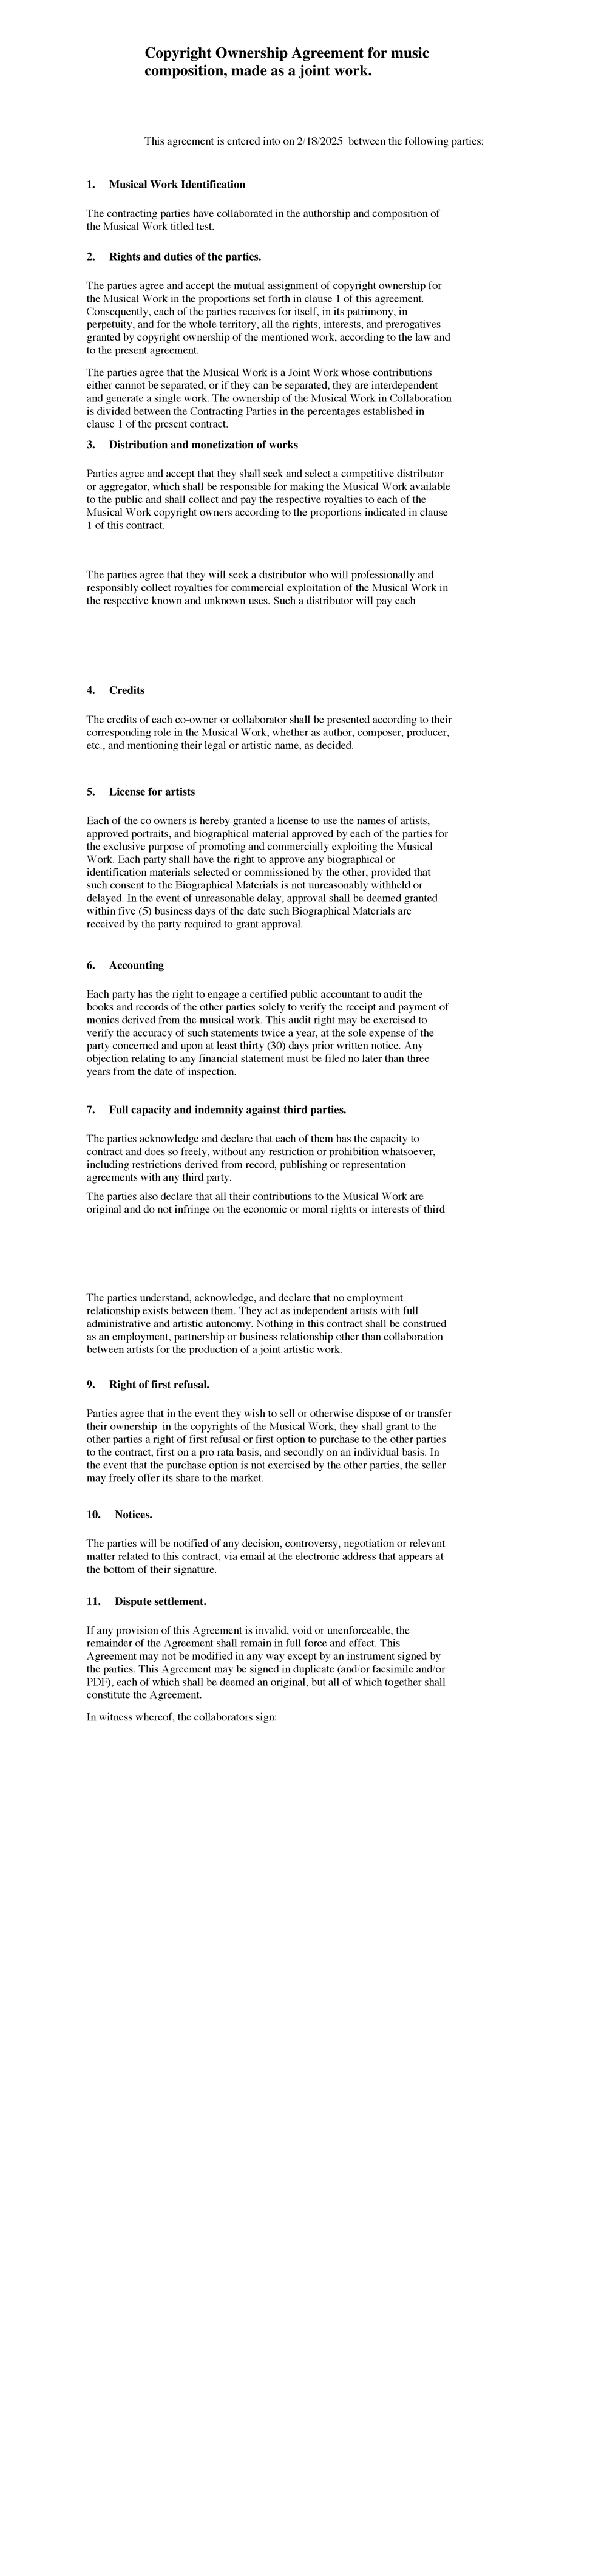 Copyright Ownership Agreement for music
composition, made as a joint work.
This agreement is entered into on 2/18/2025  between the following parties:
1. Musical Work Identification
The contracting parties have collaborated in the authorship and composition of
the Musical Work titled test.
2. Rights and duties of the parties.
The parties agree and accept the mutual assignment of copyright ownership for
the Musical Work in the proportions set forth in clause 1 of this agreement.
Consequently, each of the parties receives for itself, in its patrimony, in
perpetuity, and for the whole territory, all the rights, interests, and prerogatives
granted by copyright ownership of the mentioned work, according to the law and
to the present agreement.
The parties agree that the Musical Work is a Joint Work whose contributions
either cannot be separated, or if they can be separated, they are interdependent
and generate a single work. The ownership of the Musical Work in Collaboration
is divided between the Contracting Parties in the percentages established in
clause 1 of the present contract.
3. Distribution and monetization of works
Parties agree and accept that they shall seek and select a competitive distributor
or aggregator, which shall be responsible for making the Musical Work available
to the public and shall collect and pay the respective royalties to each of the
Musical Work copyright owners according to the proportions indicated in clause
1 of this contract.
The parties agree that they will seek a distributor who will professionally and
responsibly collect royalties for commercial exploitation of the Musical Work in
the respective known and unknown uses. Such a distributor will pay each
4. Credits
The credits of each co-owner or collaborator shall be presented according to their
corresponding role in the Musical Work, whether as author, composer, producer,
etc., and mentioning their legal or artistic name, as decided.
5. License for artists
Each of the co owners is hereby granted a license to use the names of artists,
approved portraits, and biographical material approved by each of the parties for
the exclusive purpose of promoting and commercially exploiting the Musical
Work. Each party shall have the right to approve any biographical or
identification materials selected or commissioned by the other, provided that
such consent to the Biographical Materials is not unreasonably withheld or
delayed. In the event of unreasonable delay, approval shall be deemed granted
within five (5) business days of the date such Biographical Materials are
received by the party required to grant approval.
6. Accounting
Each party has the right to engage a certified public accountant to audit the
books and records of the other parties solely to verify the receipt and payment of
monies derived from the musical work. This audit right may be exercised to
verify the accuracy of such statements twice a year, at the sole expense of the
party concerned and upon at least thirty (30) days prior written notice. Any
objection relating to any financial statement must be filed no later than three
years from the date of inspection.
7. Full capacity and indemnity against third parties.
The parties acknowledge and declare that each of them has the capacity to
contract and does so freely, without any restriction or prohibition whatsoever,
including restrictions derived from record, publishing or representation
agreements with any third party.
The parties also declare that all their contributions to the Musical Work are
original and do not infringe on the economic or moral rights or interests of third
The parties understand, acknowledge, and declare that no employment
relationship exists between them. They act as independent artists with full
administrative and artistic autonomy. Nothing in this contract shall be construed
as an employment, partnership or business relationship other than collaboration
between artists for the production of a joint artistic work.
9. Right of first refusal.
Parties agree that in the event they wish to sell or otherwise dispose of or transfer
their ownership  in the copyrights of the Musical Work, they shall grant to the
other parties a right of first refusal or first option to purchase to the other parties
to the contract, first on a pro rata basis, and secondly on an individual basis. In
the event that the purchase option is not exercised by the other parties, the seller
may freely offer its share to the market.
10. Notices.
The parties will be notified of any decision, controversy, negotiation or relevant
matter related to this contract, via email at the electronic address that appears at
the bottom of their signature.
11. Dispute settlement.
If any provision of this Agreement is invalid, void or unenforceable, the
remainder of the Agreement shall remain in full force and effect. This
Agreement may not be modified in any way except by an instrument signed by
the parties. This Agreement may be signed in duplicate (and/or facsimile and/or
PDF), each of which shall be deemed an original, but all of which together shall
constitute the Agreement.
In witness whereof, the collaborators sign: